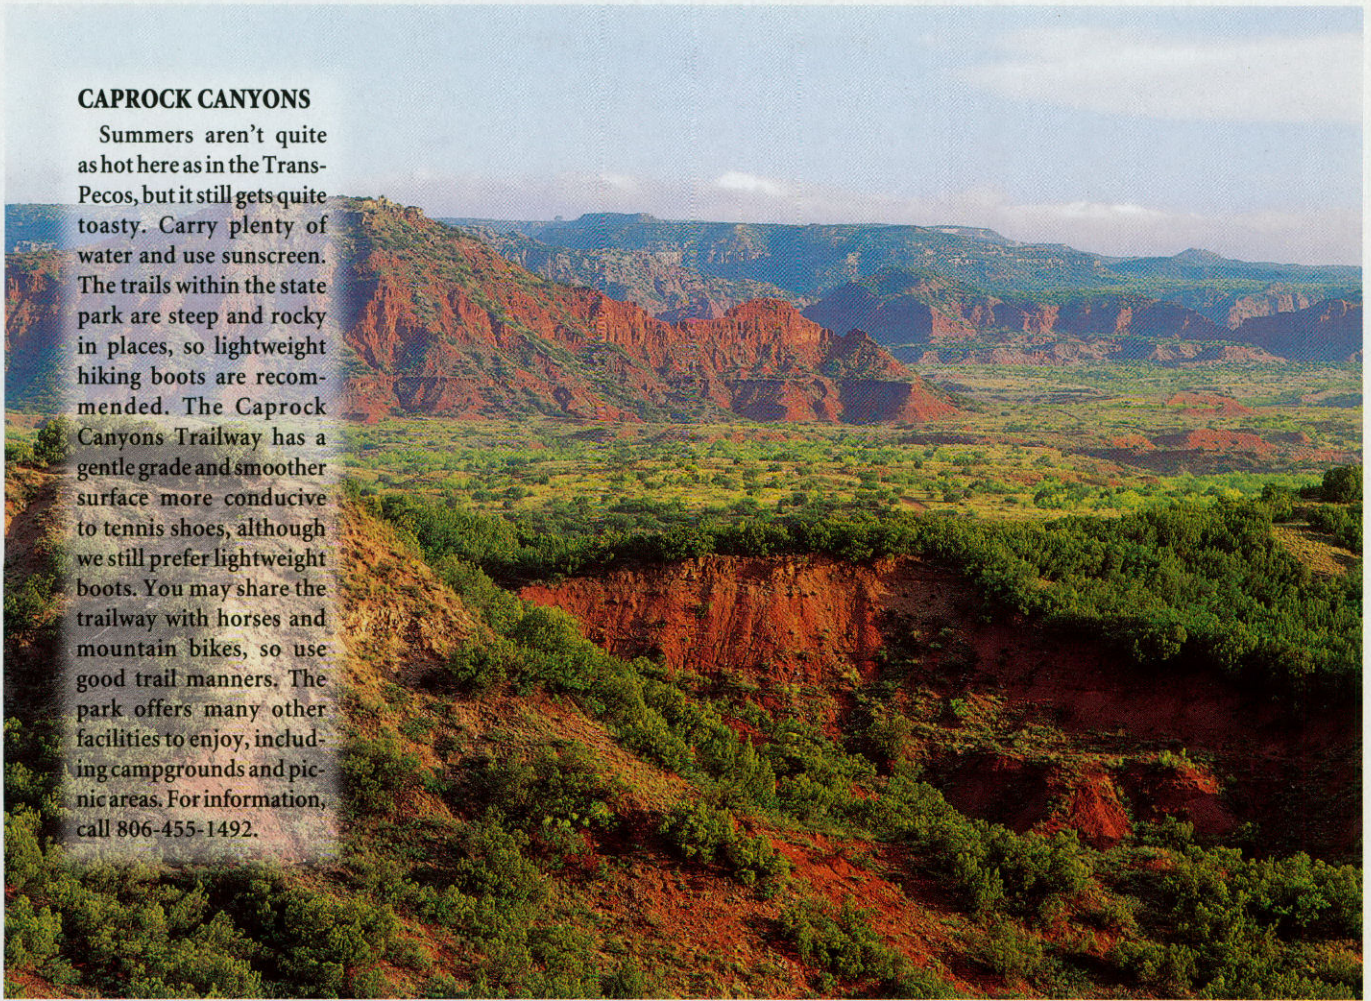 CAPROCK CANYONS
Summers aren't quite
as hot here as in the Trans-
Pecos, but it still gets quite
toasty. Carry plenty of
water and use sunscreen.
The trails within the state
park are steep and rocky
in places, so lightweight
hiking boots are recom-
mended. The Caprock
Canyons Trailway has a
gentle grade and smoother
surface more conducive
to tennis shoes, although
we still prefer lightweight
boots. You may share the
trailway with horses and
mountain bikes, so use
good trail manners. The
park offers many other
facilities to enjoy, includ-
ing campgrounds and pic-
nic areas. For information,
call 806-455-1492.